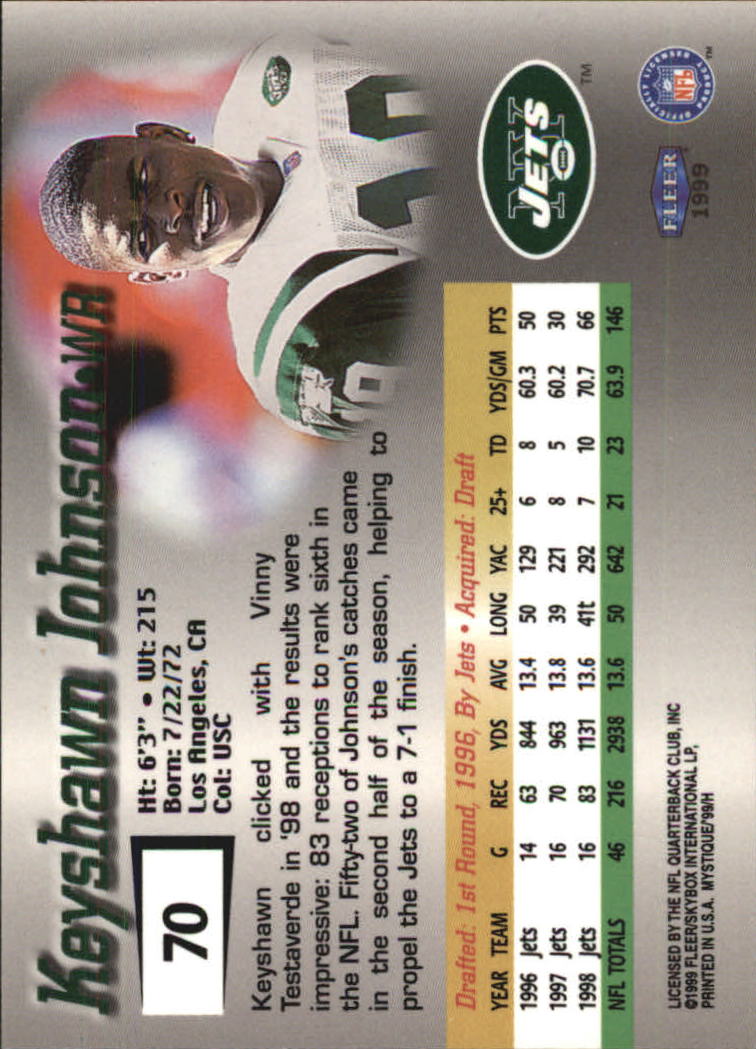 Keyshawn Johnson•WR
70
Ht: 6'3" • Wt: 215
Born: 7/22/72
Los Angeles, CA
Col: USC
Keyshawn clicked with Vinny
Testaverde in '98 and the results were
impressive: 83 receptions to rank sixth in
the NFL. Fifty-two of Johnson's catches came
in the second half of the season, helping to
propel the Jets to a 7-1 finish.
Drafted: 1st Round, 1996, By Jets • Acquired: Draft
YEAR TEAM G REC YDS AVG LONG YAC 25+ TD YDS/GM PTS
1996 Jets 14 63 844 13.4 50 129 6 8 60.3 50
1997 Jets 16 70 963 13.8 39 221 8 5 60.2 30
1998 Jets 16 83 1131 13.6 41t 292 7 10 70.7 66
NFL TOTALS 46 216 2938 13.6 50 642 21 23 63.9 146
NY JETS TM
OFFICIALLY LICENSED PRODUCT NFL TM
FLEER
1999
LICENSED BY THE NFL QUARTERBACK CLUB, INC
©1999 FLEER/SKYBOX INTERNATIONAL LP,
PRINTED IN U.S.A. MYSTIQUE/'99/H